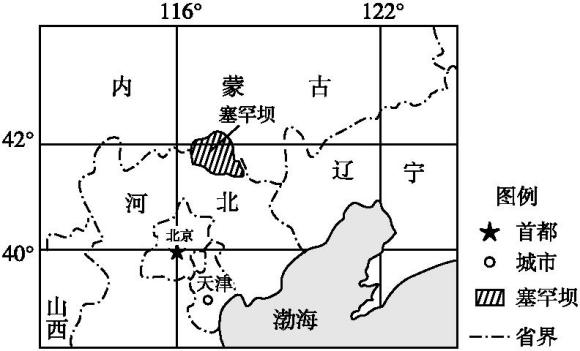 116°
122°
内 蒙 古
塞罕坝
42°
辽 宁
河 北
图例
北京
首都
40°
城市
天津
塞罕坝
山西
渤海
省界